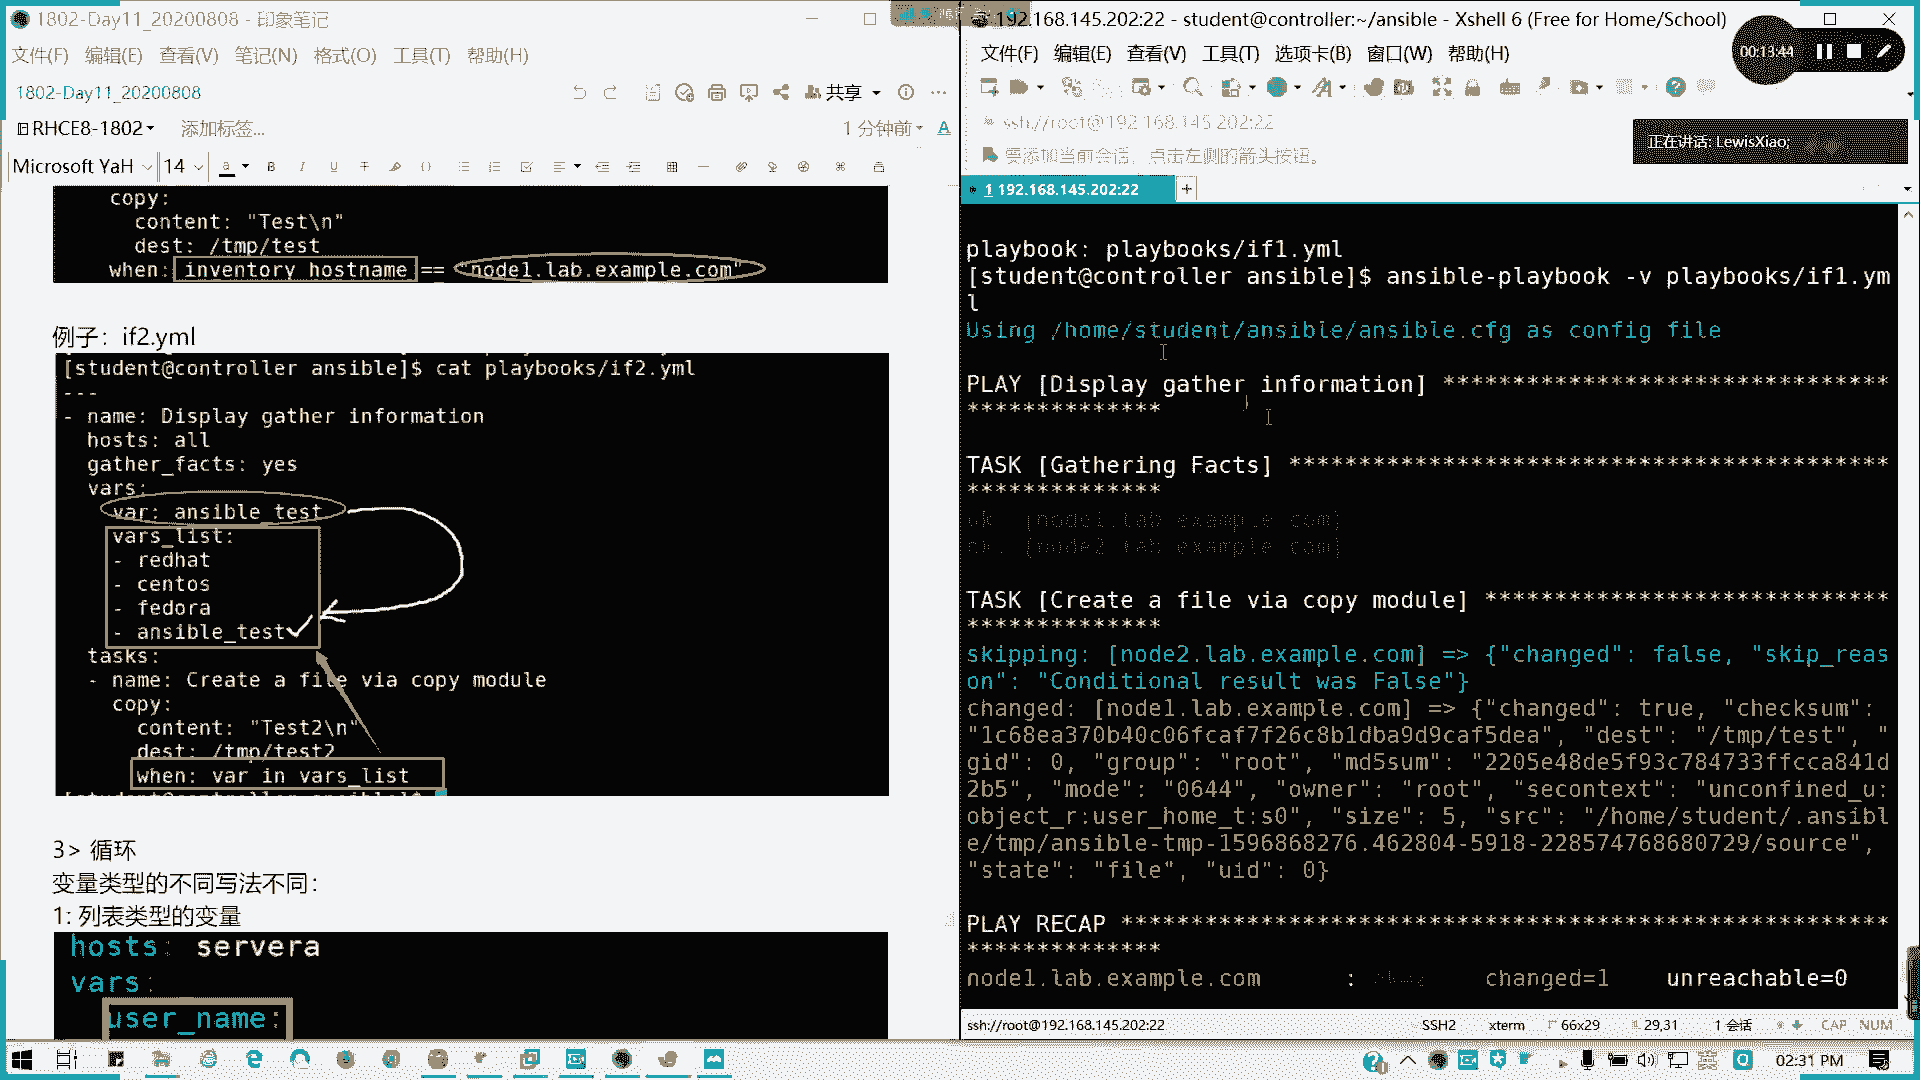 1802-Day11_20200808 - 印象笔记
文件(F) 编辑(E) 查看(V) 笔记(N) 格式(O) 工具(T) 帮助(H)
1802-Day11_20200808
共享
RHCE8-1802
添加标签...
1 分钟前
Microsoft YaH
14
copy:
content: "Test\n"
dest: /tmp/test
when: inventory_hostname == "node1.lab.example.com"
例子：if2.yml
[student@controller ansible]$ cat playbooks/if2.yml
---
- name: Display gather information
hosts: all
gather_facts: yes
vars:
var: ansible_test
vars_list:
- redhat
- centos
- fedora
- ansible_test
tasks:
- name: Create a file via copy module
copy:
content: "Test2\n"
dest: /tmp/test2
when: var in vars_list
3> 循环
变量类型的不同写法不同：
1: 列表类型的变量
hosts: servera
vars:
user_name:
192.168.145.202:22 - student@controller:~/ansible - Xshell 6 (Free for Home/School)
00:13:44
文件(F) 编辑(E) 查看(V) 工具(T) 选项卡(B) 窗口(W) 帮助(H)
ssh://root@192.168.145.202:22
要添加当前会话，点击左侧的箭头按钮。
正在讲话: LewisXiao;
1 192.168.145.202:22
playbook: playbooks/if1.yml
[student@controller ansible]$ ansible-playbook -v playbooks/if1.ym
l
Using /home/student/ansible/ansible.cfg as config file
PLAY [Display gather information] *********************************
**************
TASK [Gathering Facts] ********************************************
**************
ok: [node1.lab.example.com]
ok: [node2.lab.example.com]
TASK [Create a file via copy module] *****************************
**************
skipping: [node2.lab.example.com] => {"changed": false, "skip_reas
on": "Conditional result was False"}
changed: [node1.lab.example.com] => {"changed": true, "checksum":
"1c68ea370b40c06fcaf7f26c8b1dba9d9caf5dea", "dest": "/tmp/test", "
gid": 0, "group": "root", "md5sum": "2205e48de5f93c784733ffcca841d
2b5", "mode": "0644", "owner": "root", "secontext": "unconfined_u:
object_r:user_home_t:s0", "size": 5, "src": "/home/student/.ansibl
e/tmp/ansible-tmp-1596868276.462804-5918-228574768680729/source",
"state": "file", "uid": 0}
PLAY RECAP ********************************************************
**************
node1.lab.example.com : changed=1 unreachable=0
ssh://root@192.168.145.202:22
SSH2
xterm
66x29
29,31
1 会话
CAP
NUM
02:31 PM